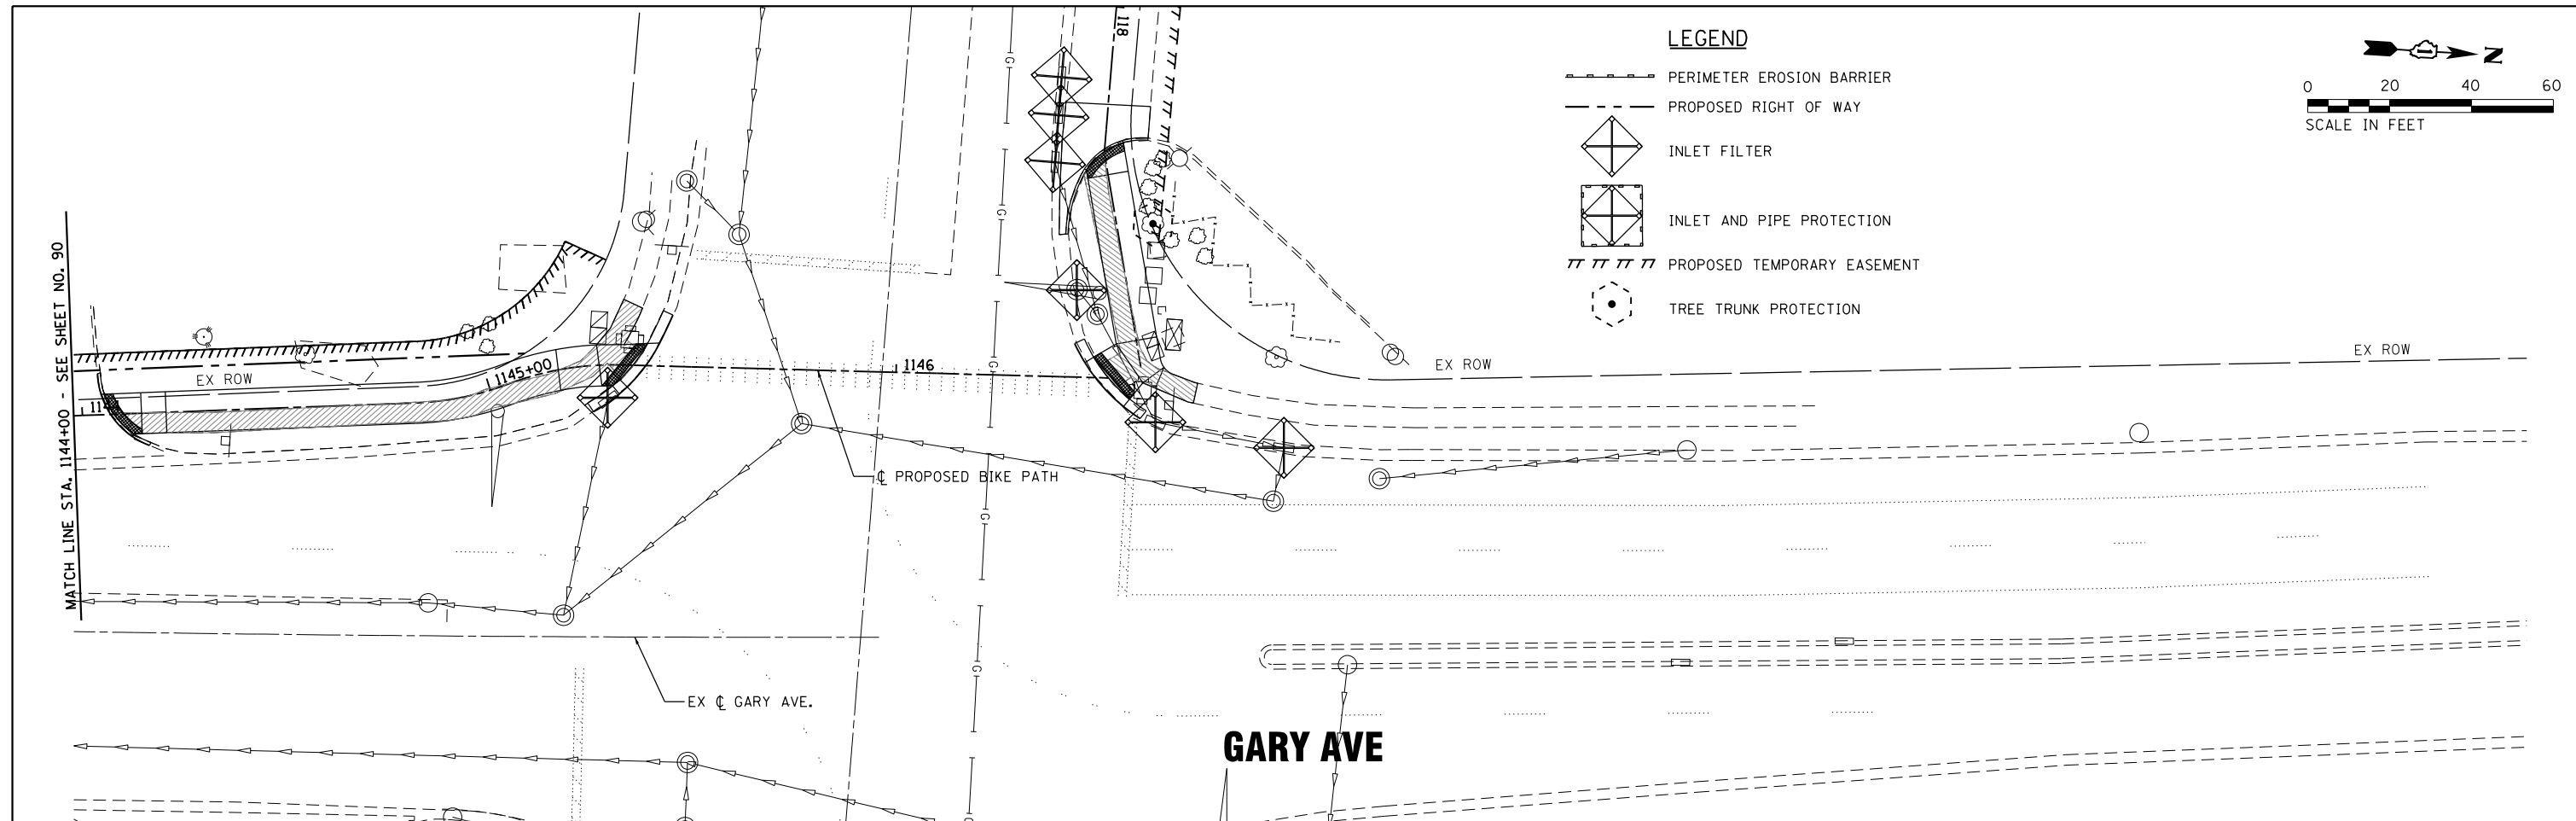 LEGEND
PERIMETER EROSION BARRIER
PROPOSED RIGHT OF WAY
INLET FILTER
INLET AND PIPE PROTECTION
PROPOSED TEMPORARY EASEMENT
TREE TRUNK PROTECTION
N
0 20 40 60
SCALE IN FEET
118
G
G
G
G
G
G
MATCH LINE STA. 1144+00 - SEE SHEET NO. 90
EX ROW
1145+00
1146
EX ROW
EX ROW
℄ PROPOSED BIKE PATH
EX ℄ GARY AVE.
GARY AVE